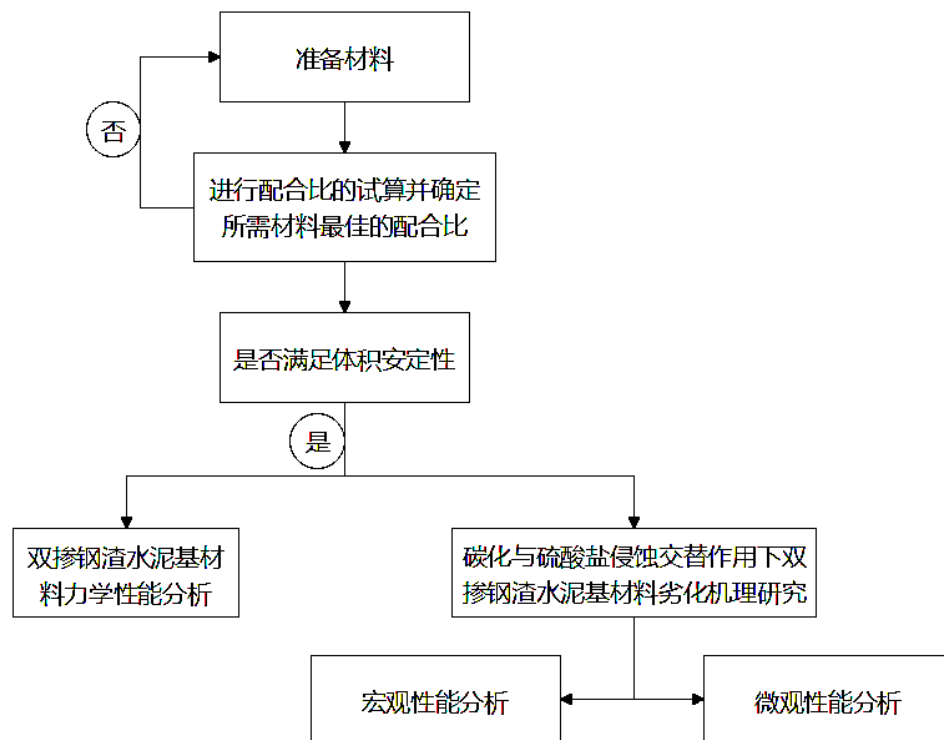 准备材料
否
进行配合比的试算并确定
所需材料最佳的配合比
是否满足体积安定性
是
双掺钢渣水泥基材
料力学性能分析
碳化与硫酸盐侵蚀交替作用下双
掺钢渣水泥基材料劣化机理研究
宏观性能分析
微观性能分析